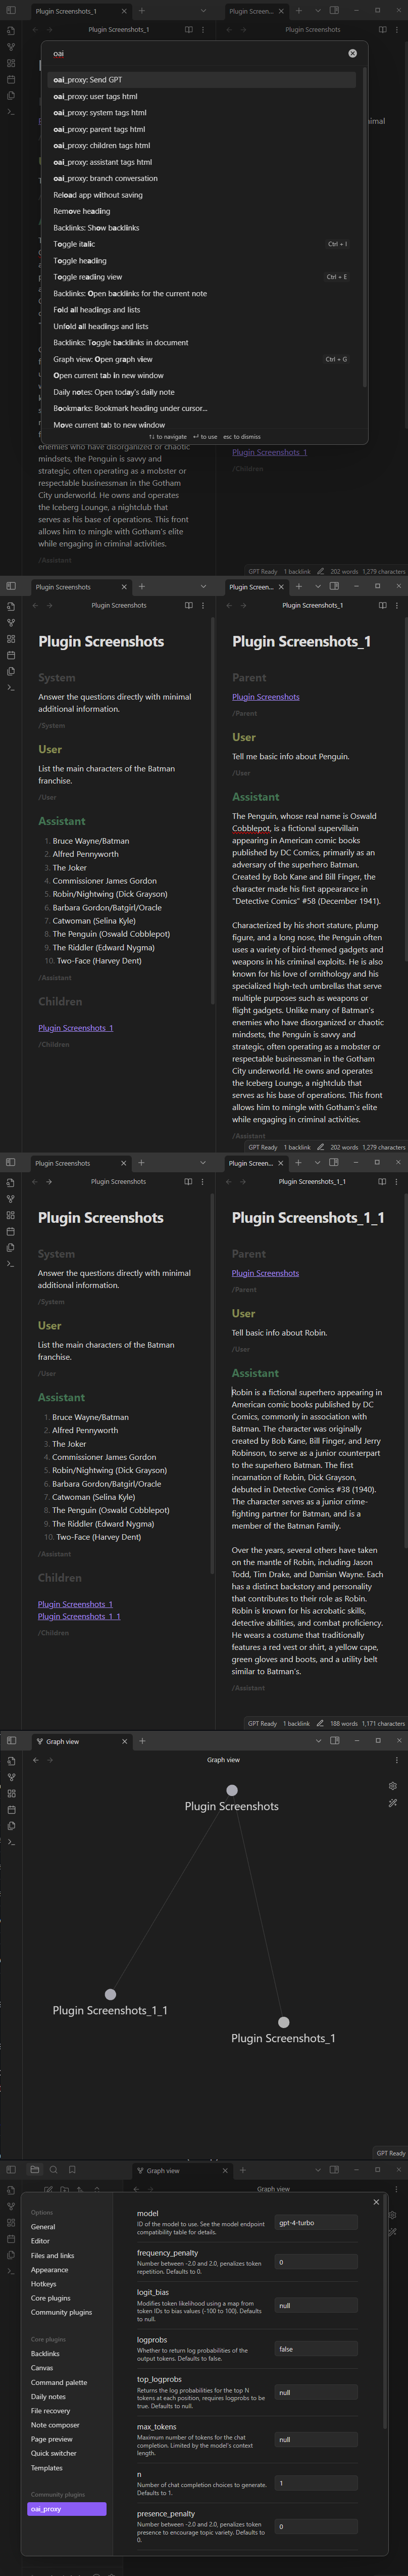 Plugin Screenshots_1
Plugin Screen...
Plugin Screenshots_1
Plugin Screenshots
oai
oai_proxy: Send GPT
oai_proxy: user tags html
oai_proxy: system tags html
oai_proxy: parent tags html
oai_proxy: children tags html
oai_proxy: assistant tags html
oai_proxy: branch conversation
Reload app without saving
Remove heading
Backlinks: Show backlinks
Toggle italic
Ctrl + I
Toggle heading
Toggle reading view
Ctrl + E
Backlinks: Open backlinks for the current note
Fold all headings and lists
Unfold all headings and lists
Backlinks: Toggle backlinks in document
Graph view: Open graph view
Ctrl + G
Open current tab in new window
Daily notes: Open today's daily note
Bookmarks: Bookmark heading under cursor...
Move current tab to new window
↑↓ to navigate ↵ to use esc to dismiss
enemies who have disorganized or chaotic
mindsets, the Penguin is savvy and
strategic, often operating as a mobster or
respectable businessman in the Gotham
City underworld. He owns and operates
the Iceberg Lounge, a nightclub that
serves as his base of operations. This front
allows him to mingle with Gotham's elite
while engaging in criminal activities.
/Assistant
Plugin Screenshots_1
/Children
GPT Ready 1 backlink 202 words 1,279 characters
Plugin Screenshots
Plugin Screen...
Plugin Screenshots
Plugin Screenshots_1
Plugin Screenshots
System
Answer the questions directly with minimal
additional information.
/System
User
List the main characters of the Batman
franchise.
/User
Assistant
1. Bruce Wayne/Batman
2. Alfred Pennyworth
3. The Joker
4. Commissioner James Gordon
5. Robin/Nightwing (Dick Grayson)
6. Barbara Gordon/Batgirl/Oracle
7. Catwoman (Selina Kyle)
8. The Penguin (Oswald Cobblepot)
9. The Riddler (Edward Nygma)
10. Two-Face (Harvey Dent)
/Assistant
Children
Plugin Screenshots_1
/Children
Plugin Screenshots_1
Parent
Plugin Screenshots
/Parent
User
Tell me basic info about Penguin.
/User
Assistant
The Penguin, whose real name is Oswald
Cobblepot, is a fictional supervillain
appearing in American comic books
published by DC Comics, primarily as an
adversary of the superhero Batman.
Created by Bob Kane and Bill Finger, the
character made his first appearance in
"Detective Comics" #58 (December 1941).
Characterized by his short stature, plump
figure, and a long nose, the Penguin often
uses a variety of bird-themed gadgets and
weapons in his criminal exploits. He is also
known for his love of ornithology and his
specialized high-tech umbrellas that serve
multiple purposes such as weapons or
flight gadgets. Unlike many of Batman's
enemies who have disorganized or chaotic
mindsets, the Penguin is savvy and
strategic, often operating as a mobster or
respectable businessman in the Gotham
City underworld. He owns and operates
the Iceberg Lounge, a nightclub that
serves as his base of operations. This front
allows him to mingle with Gotham's elite
while engaging in criminal activities.
/Assistant
GPT Ready 1 backlink 202 words 1,279 characters
Plugin Screenshots
Plugin Screen...
Plugin Screenshots
Plugin Screenshots_1_1
Plugin Screenshots
System
Answer the questions directly with minimal
additional information.
/System
User
List the main characters of the Batman
franchise.
/User
Assistant
1. Bruce Wayne/Batman
2. Alfred Pennyworth
3. The Joker
4. Commissioner James Gordon
5. Robin/Nightwing (Dick Grayson)
6. Barbara Gordon/Batgirl/Oracle
7. Catwoman (Selina Kyle)
8. The Penguin (Oswald Cobblepot)
9. The Riddler (Edward Nygma)
10. Two-Face (Harvey Dent)
/Assistant
Children
Plugin Screenshots_1
Plugin Screenshots_1_1
/Children
Plugin Screenshots_1_1
Parent
Plugin Screenshots
/Parent
User
Tell basic info about Robin.
/User
Assistant
Robin is a fictional superhero appearing in
American comic books published by DC
Comics, commonly in association with
Batman. The character was originally
created by Bob Kane, Bill Finger, and Jerry
Robinson, to serve as a junior counterpart
to the superhero Batman. The first
incarnation of Robin, Dick Grayson,
debuted in Detective Comics #38 (1940).
The character serves as a junior crime-
fighting partner for Batman, and is a
member of the Batman Family.
Over the years, several others have taken
on the mantle of Robin, including Jason
Todd, Tim Drake, and Damian Wayne. Each
has a distinct backstory and personality
that contributes to their role as Robin.
Robin is known for his acrobatic skills,
detective abilities, and combat proficiency.
He wears a costume that traditionally
features a red vest or shirt, a yellow cape,
green gloves and boots, and a utility belt
similar to Batman's.
/Assistant
GPT Ready 1 backlink 188 words 1,171 characters
Graph view
Graph view
Plugin Screenshots
Plugin Screenshots_1_1
Plugin Screenshots_1
GPT Ready
Graph view
Graph view
Options
General
Editor
Files and links
Appearance
Hotkeys
Core plugins
Community plugins
Core plugins
Backlinks
Canvas
Command palette
Daily notes
File recovery
Note composer
Page preview
Quick switcher
Templates
Community plugins
oai_proxy
model
ID of the model to use. See the model endpoint
compatibility table for details.
gpt-4-turbo
frequency_penalty
Number between -2.0 and 2.0, penalizes token
repetition. Defaults to 0.
0
logit_bias
Modifies token likelihood using a map from
token IDs to bias values (-100 to 100). Defaults
to null.
null
logprobs
Whether to return log probabilities of the
output tokens. Defaults to false.
false
top_logprobs
Returns the log probabilities for the top N
tokens at each position, requires logprobs to be
true. Defaults to null.
null
max_tokens
Maximum number of tokens for the chat
completion. Limited by the model's context
length.
null
n
Number of chat completion choices to generate.
Defaults to 1.
1
presence_penalty
Number between -2.0 and 2.0, penalizes token
presence to encourage topic variety. Defaults to
0.
0